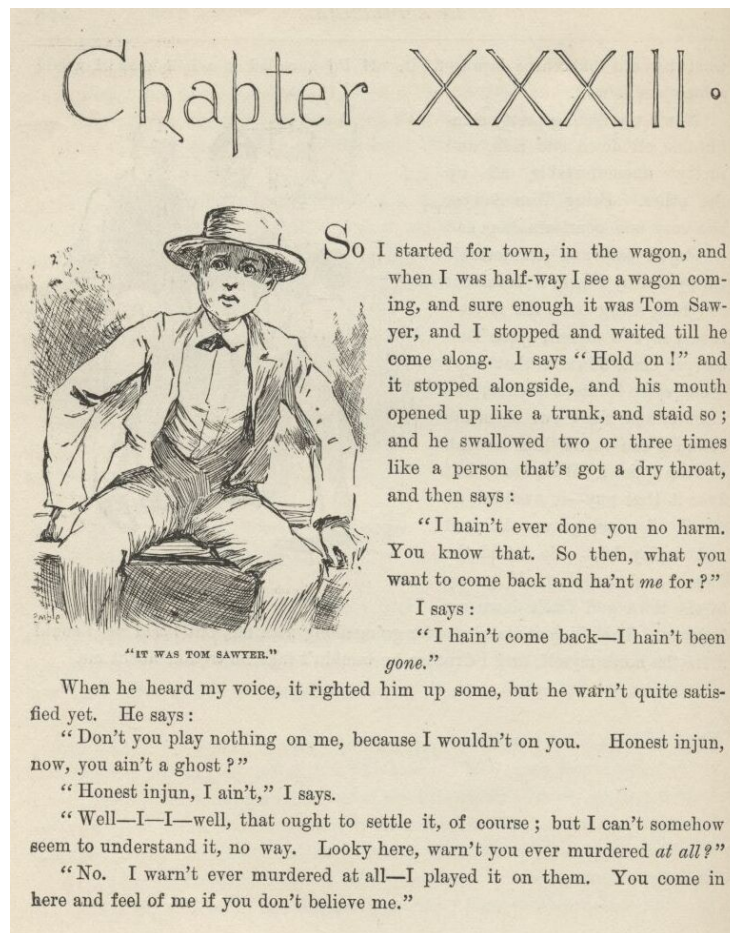 Chapter XXXIII.
So I started for town, in the wagon, and
when I was half-way I see a wagon com-
ing, and sure enough it was Tom Saw-
yer, and I stopped and waited till he
come along. I says "Hold on!" and
it stopped alongside, and his mouth
opened up like a trunk, and staid so;
and he swallowed two or three times
like a person that's got a dry throat,
and then says:
"I hain't ever done you no harm.
You know that. So then, what you
want to come back and ha'nt me for?"
I says:
"I hain't come back—I hain't been
gone."
Emble
"IT WAS TOM SAWYER."
When he heard my voice, it righted him up some, but he warn't quite satis-
fied yet. He says:
"Don't you play nothing on me, because I wouldn't on you. Honest injun,
now, you ain't a ghost?"
"Honest injun, I ain't," I says.
"Well—I—I—well, that ought to settle it, of course; but I can't somehow
seem to understand it, no way. Looky here, warn't you ever murdered at all?"
"No. I warn't ever murdered at all—I played it on them. You come in
here and feel of me if you don't believe me."